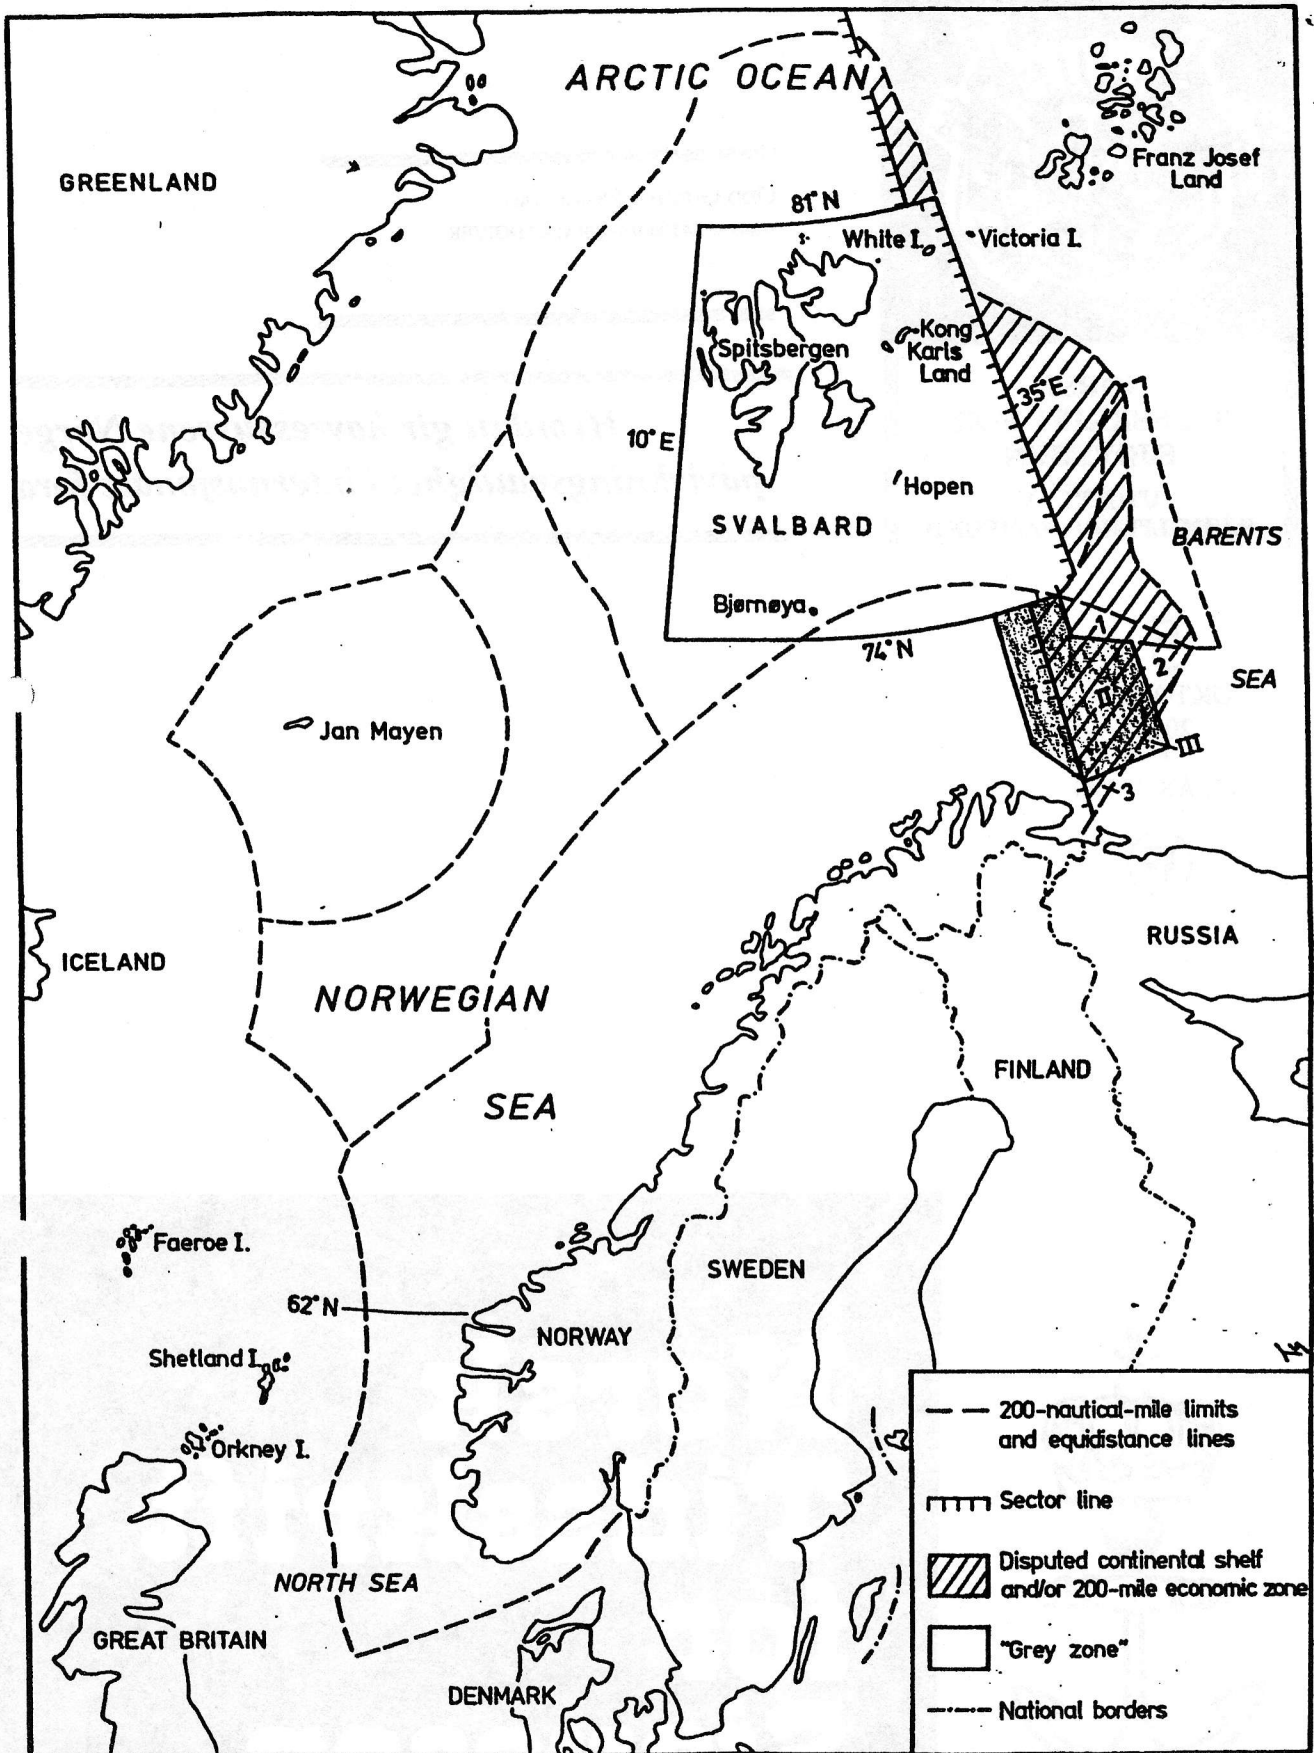 ARCTIC OCEAN
GREENLAND
Franz Josef
Land
81°N
White I.
Victoria I.
Kong
Karls
Land
Spitsbergen
35°E
10°E
Hopen
SVALBARD
BARENTS
Bjørnøya
74°N
1
2
SEA
I
II
III
Jan Mayen
3
ICELAND
RUSSIA
NORWEGIAN
FINLAND
SEA
Faeroe I.
SWEDEN
62°N
NORWAY
Shetland I.
Orkney I.
NORTH SEA
GREAT BRITAIN
DENMARK
200-nautical-mile limits
and equidistance lines
Sector line
Disputed continental shelf
and/or 200-mile economic zone
"Grey zone"
National borders